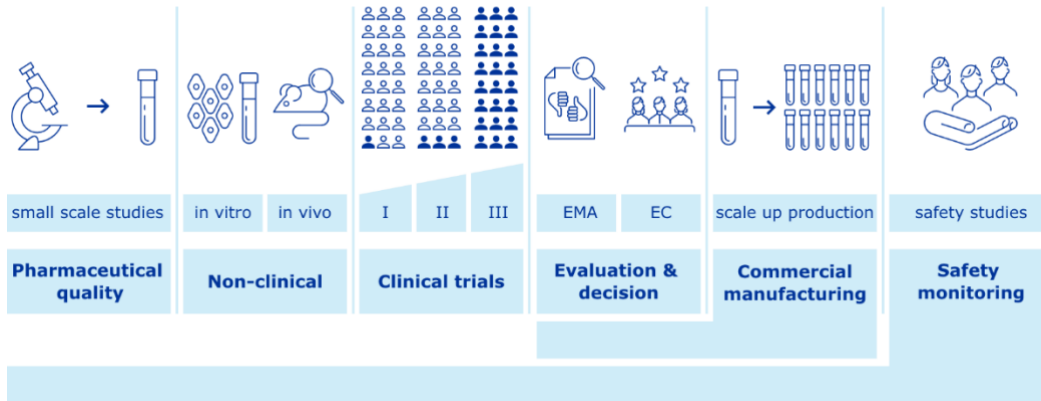 small scale studies
in vitro
in vivo
I
II
III
EMA
EC
scale up production
safety studies
Pharmaceutical
quality
Non-clinical
Clinical trials
Evaluation &
decision
Commercial
manufacturing
Safety
monitoring